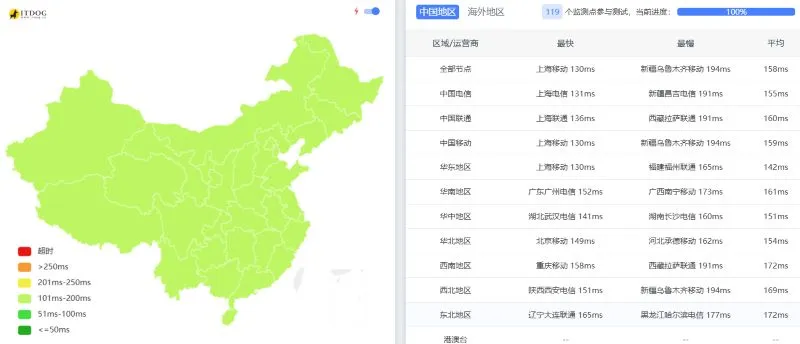 ITDOG
超时
>250ms
201ms-250ms
101ms-200ms
51ms-100ms
<=50ms
中国地区 海外地区 119 个监测点参与测试，当前进度： 100%
区域/运营商 最快 最慢 平均
全部节点 上海移动 130ms 新疆乌鲁木齐移动 194ms 158ms
中国电信 上海电信 131ms 新疆昌吉电信 191ms 155ms
中国联通 上海联通 136ms 西藏拉萨联通 191ms 160ms
中国移动 上海移动 130ms 新疆乌鲁木齐移动 194ms 159ms
华东地区 上海移动 130ms 福建福州联通 165ms 142ms
华南地区 广东广州电信 152ms 广西南宁移动 173ms 161ms
华中地区 湖北武汉电信 141ms 湖南长沙电信 160ms 151ms
华北地区 北京移动 149ms 河北承德移动 162ms 154ms
西南地区 重庆移动 158ms 西藏拉萨联通 191ms 172ms
西北地区 陕西西安电信 151ms 新疆乌鲁木齐移动 194ms 169ms
东北地区 辽宁大连联通 165ms 黑龙江哈尔滨电信 177ms 172ms
港澳台 -- -- --